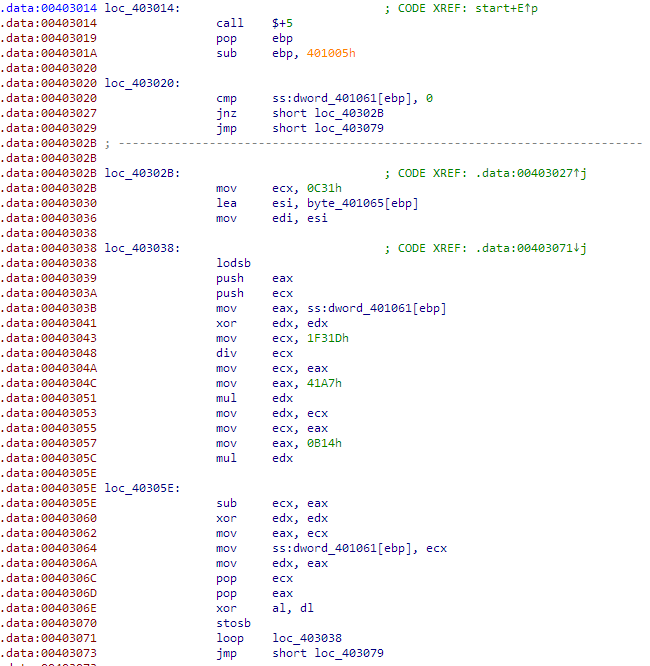 .data:00403014 loc_403014: ; CODE XREF: start+E↑p
.data:00403014 call $+5
.data:00403019 pop ebp
.data:0040301A sub ebp, 401005h
.data:00403020
.data:00403020 loc_403020:
.data:00403020 cmp ss:dword_401061[ebp], 0
.data:00403027 jnz short loc_40302B
.data:00403029 jmp short loc_403079
.data:0040302B ; ---------------------------------------------------------------------------
.data:0040302B
.data:0040302B loc_40302B: ; CODE XREF: .data:00403027↑j
.data:0040302B mov ecx, 0C31h
.data:00403030 lea esi, byte_401065[ebp]
.data:00403036 mov edi, esi
.data:00403038
.data:00403038 loc_403038: ; CODE XREF: .data:00403071↓j
.data:00403038 lodsb
.data:00403039 push eax
.data:0040303A push ecx
.data:0040303B mov eax, ss:dword_401061[ebp]
.data:00403041 xor edx, edx
.data:00403043 mov ecx, 1F31Dh
.data:00403048 div ecx
.data:0040304A mov ecx, eax
.data:0040304C mov eax, 41A7h
.data:00403051 mul edx
.data:00403053 mov edx, ecx
.data:00403055 mov ecx, eax
.data:00403057 mov eax, 0B14h
.data:0040305C mul edx
.data:0040305E
.data:0040305E loc_40305E:
.data:0040305E sub ecx, eax
.data:00403060 xor edx, edx
.data:00403062 mov eax, ecx
.data:00403064 mov ss:dword_401061[ebp], ecx
.data:0040306A mov edx, eax
.data:0040306C pop ecx
.data:0040306D pop eax
.data:0040306E xor al, dl
.data:00403070 stosb
.data:00403071 loop loc_403038
.data:00403073 jmp short loc_403079